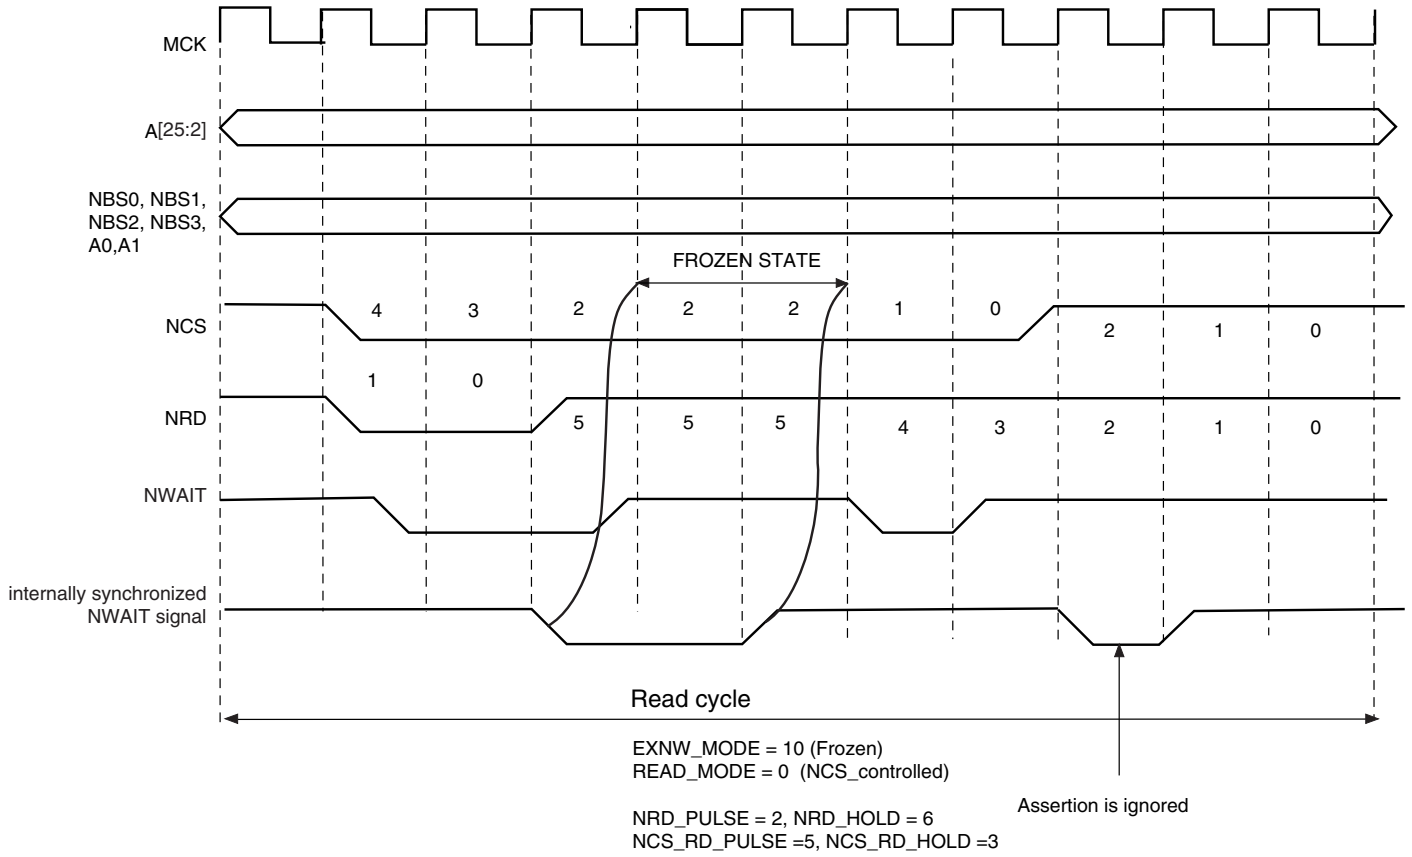 MCK
A[25:2]
NBS0, NBS1,
NBS2, NBS3,
A0,A1
FROZEN STATE
NCS
4 3 2 2 2 1 0
2 1 0
1 0
NRD
5 5 5 4 3 2 1 0
NWAIT
internally synchronized
NWAIT signal
Read cycle
EXNW_MODE = 10 (Frozen)
READ_MODE = 0 (NCS_controlled)
Assertion is ignored
NRD_PULSE = 2, NRD_HOLD = 6
NCS_RD_PULSE =5, NCS_RD_HOLD =3